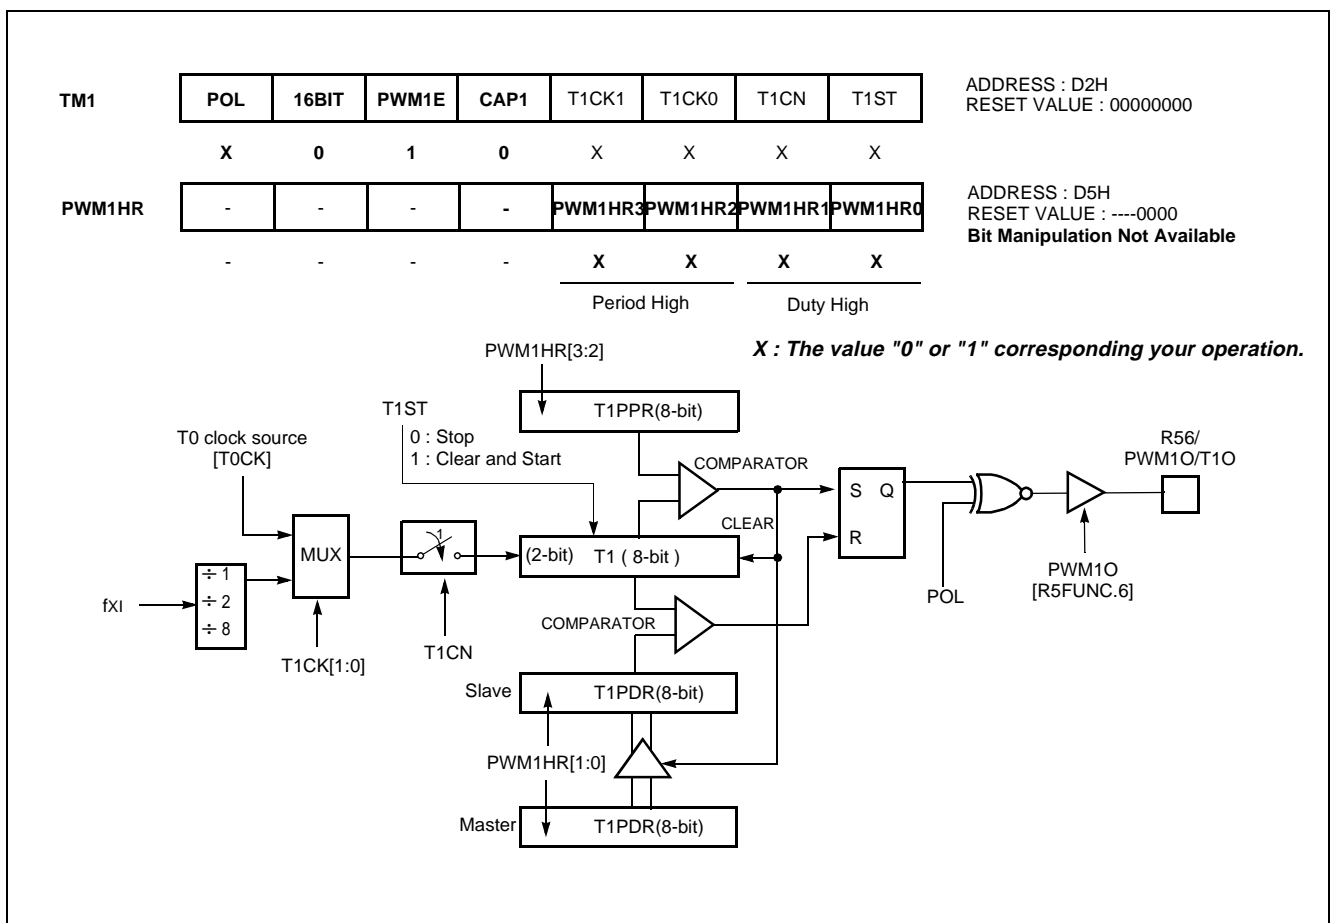 TM1 POL 16BIT PWM1E CAP1 T1CK1 T1CK0 T1CN T1ST
ADDRESS : D2H
RESET VALUE : 00000000
X 0 1 0 X X X X
PWM1HR - - - - PWM1HR3 PWM1HR2 PWM1HR1 PWM1HR0
ADDRESS : D5H
RESET VALUE : ----0000
Bit Manipulation Not Available
- - - - X X X X
Period High Duty High
X : The value "0" or "1" corresponding your operation.
PWM1HR[3:2]
T1PPR(8-bit)
T1ST
0 : Stop
1 : Clear and Start
T0 clock source
[T0CK]
COMPARATOR
R56/
PWM1O/T1O
S Q
R
CLEAR
MUX
1
(2-bit) T1 ( 8-bit )
÷ 1
÷ 2
÷ 8
fXI
T1CK[1:0]
T1CN
COMPARATOR
POL
PWM1O
[R5FUNC.6]
Slave T1PDR(8-bit)
PWM1HR[1:0]
Master T1PDR(8-bit)